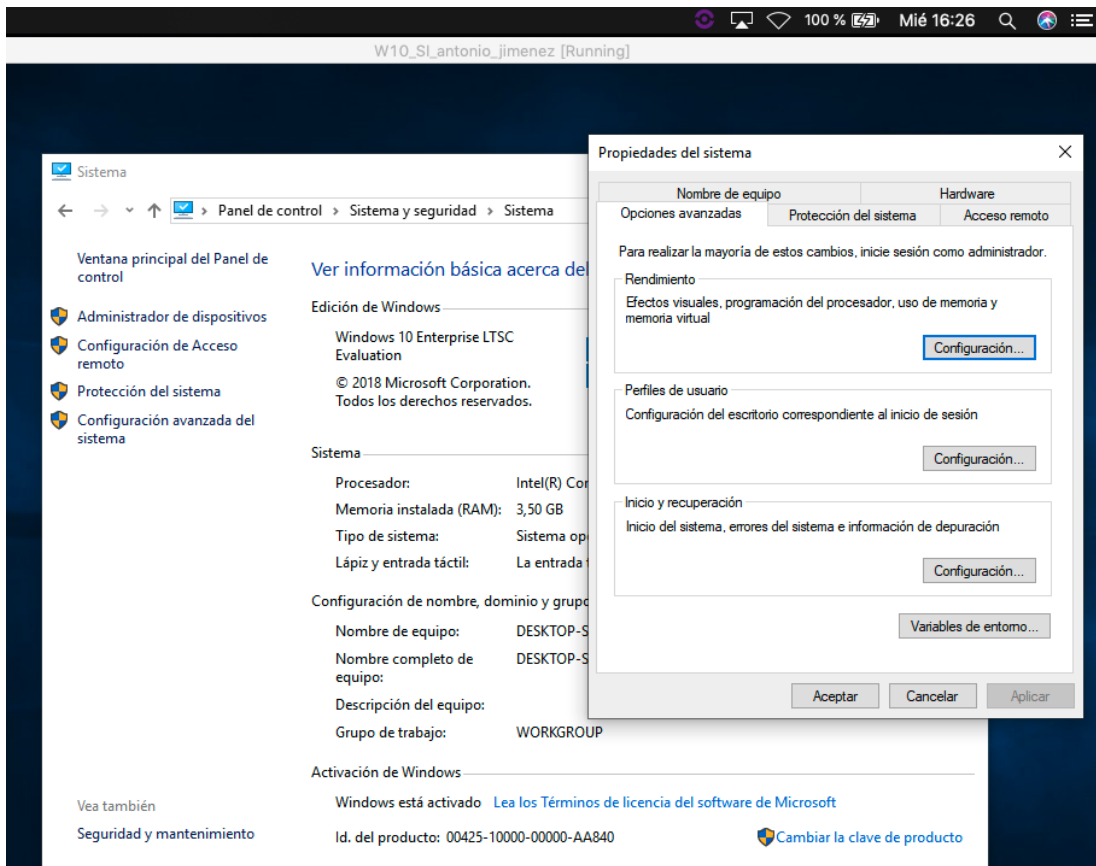 100 %
Mié 16:26
W10_SI_antonio_jimenez [Running]
Sistema
Panel de control
Sistema y seguridad
Sistema
Ventana principal del Panel de
control
Administrador de dispositivos
Configuración de Acceso
remoto
Protección del sistema
Configuración avanzada del
sistema
Vea también
Seguridad y mantenimiento
Ver información básica acerca del
Edición de Windows
Windows 10 Enterprise LTSC
Evaluation
© 2018 Microsoft Corporation.
Todos los derechos reservados.
Sistema
Procesador: Intel(R) Cor
Memoria instalada (RAM): 3,50 GB
Tipo de sistema: Sistema op
Lápiz y entrada táctil: La entrada
Configuración de nombre, dominio y grupo
Nombre de equipo: DESKTOP-S
Nombre completo de DESKTOP-S
equipo:
Descripción del equipo:
Grupo de trabajo: WORKGROUP
Activación de Windows
Windows está activado Lea los Términos de licencia del software de Microsoft
Id. del producto: 00425-10000-00000-AA840 Cambiar la clave de producto
Propiedades del sistema
Nombre de equipo
Hardware
Opciones avanzadas
Protección del sistema
Acceso remoto
Para realizar la mayoría de estos cambios, inicie sesión como administrador.
Rendimiento
Efectos visuales, programación del procesador, uso de memoria y
memoria virtual
Configuración...
Perfiles de usuario
Configuración del escritorio correspondiente al inicio de sesión
Configuración...
Inicio y recuperación
Inicio del sistema, errores del sistema e información de depuración
Configuración...
Variables de entorno...
Aceptar
Cancelar
Aplicar